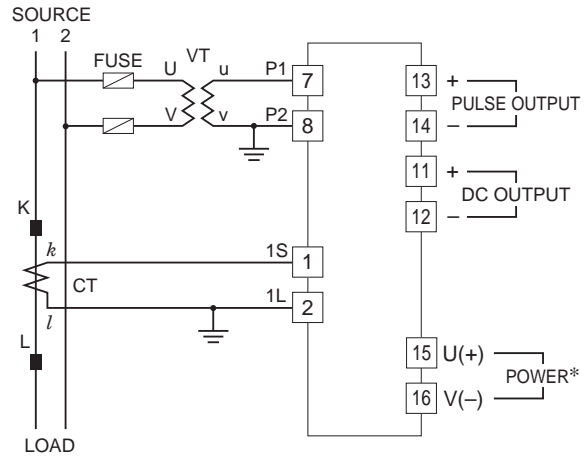 SOURCE
1 2
FUSE
VT
U u P1 7
V v P2 8
13 +
PULSE OUTPUT
14 −
11 +
DC OUTPUT
12 −
K
k 1S 1
CT
l 1L 2
L
15 U(+)
POWER*
16 V(−)
LOAD